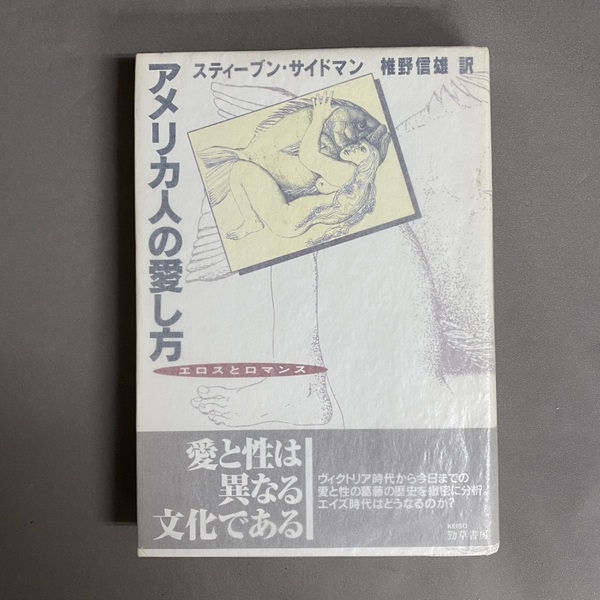 スティーブン・サイドマン 椎野信雄 訳
アメリカ人の愛し方
エロスとロマンス
愛と性は
異なる
文化である
ヴィクトリア時代から今日までの
愛と性の葛藤の歴史を緻密に分析。
エイズ時代はどうなるのか?
KEISO
勁草書房